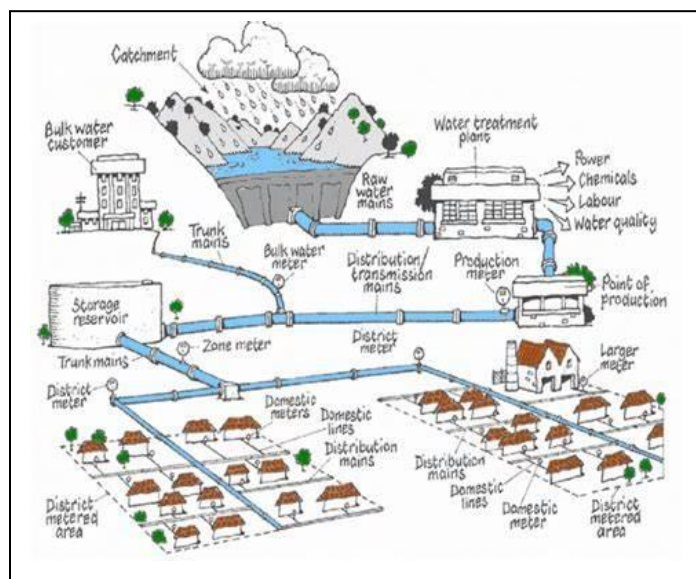 Catchment
Bulk water
customer
Water treatment
plant
Power
Chemicals
Labour
Water quality
Raw
water
mains
Trunk
mains
Bulk water
meter
Distribution
transmission
mains
Production
meter
Point of
production
Storage
reservoir
Trunk mains
Zone meter
District
meter
Larger
meter
District
meter
Domestic
meters
Domestic
lines
Distribution
mains
District
metered
area
Distribution
mains
Domestic
lines
Domestic
meter
District
metered
area